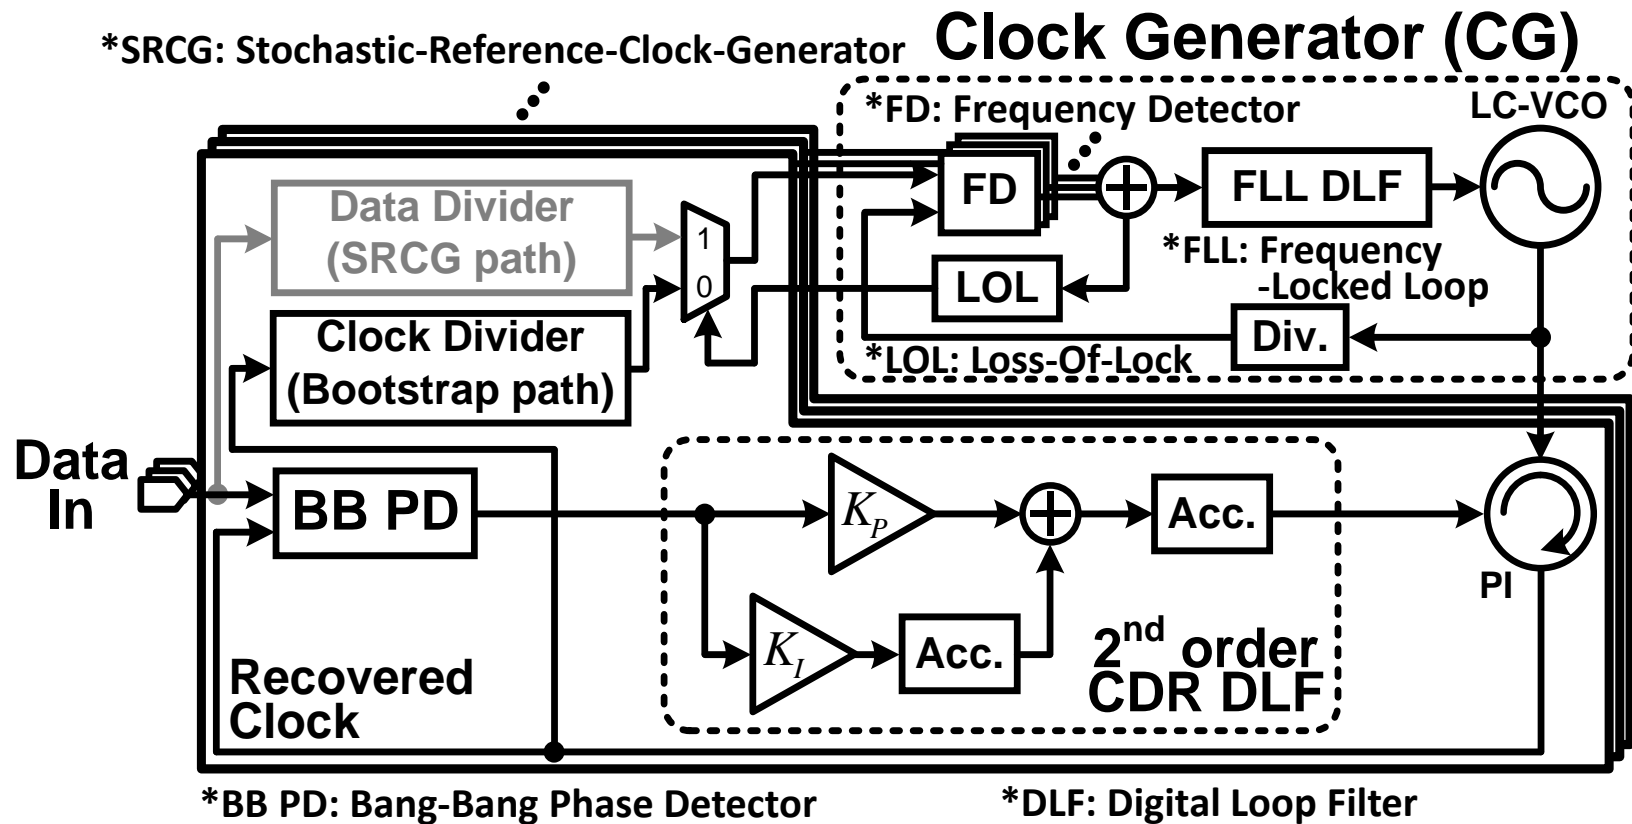 *SRCG: Stochastic-Reference-Clock-Generator
Clock Generator (CG)
*FD: Frequency Detector
LC-VCO
Data Divider
(SRCG path)
1
0
FD
FLL DLF
*FLL: Frequency
-Locked Loop
LOL
Clock Divider
(Bootstrap path)
*LOL: Loss-Of-Lock
Div.
Data
In
BB PD
K_P
Acc.
PI
K_I
Acc.
2nd order
CDR DLF
Recovered
Clock
*BB PD: Bang-Bang Phase Detector
*DLF: Digital Loop Filter